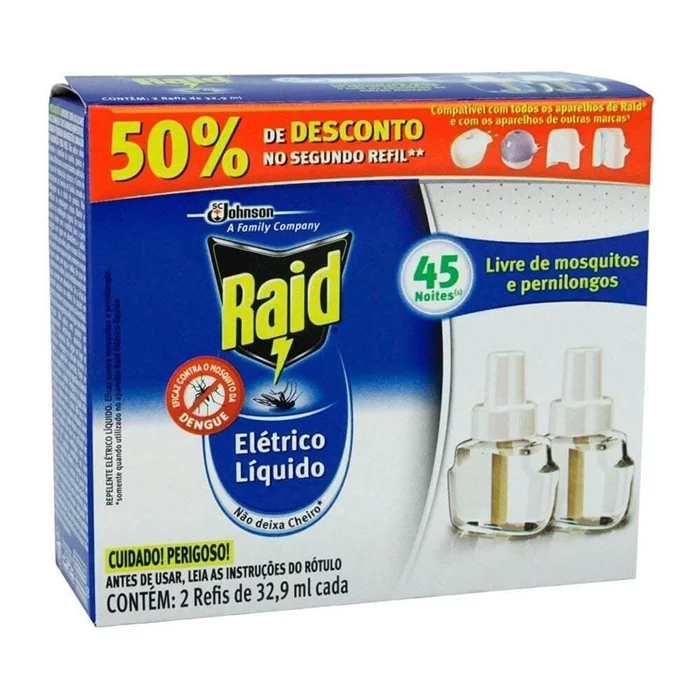 CONTÉM: 2 Refis de 32,9 ml
50%
DE DESCONTO
NO SEGUNDO REFIL**
Compatível com todos os aparelhos de Raid®
e com os aparelhos de outras marcas§
SC Johnson
A Family Company
Raid
EFICAZ CONTRA O MOSQUITO DA
DENGUE
Elétrico
Líquido
Não deixa Cheiro*
45
Noites
Livre de mosquitos
e pernilongos
CUIDADO! PERIGOSO!
ANTES DE USAR, LEIA AS INSTRUÇÕES DO RÓTULO
CONTÉM: 2 Refis de 32,9 ml cada
REPELENTE ELÉTRICO LÍQUIDO. Eficaz contra mosquitos e pernilongos.
*somente quando utilizado no aparelho Raid Elétrico Líquido